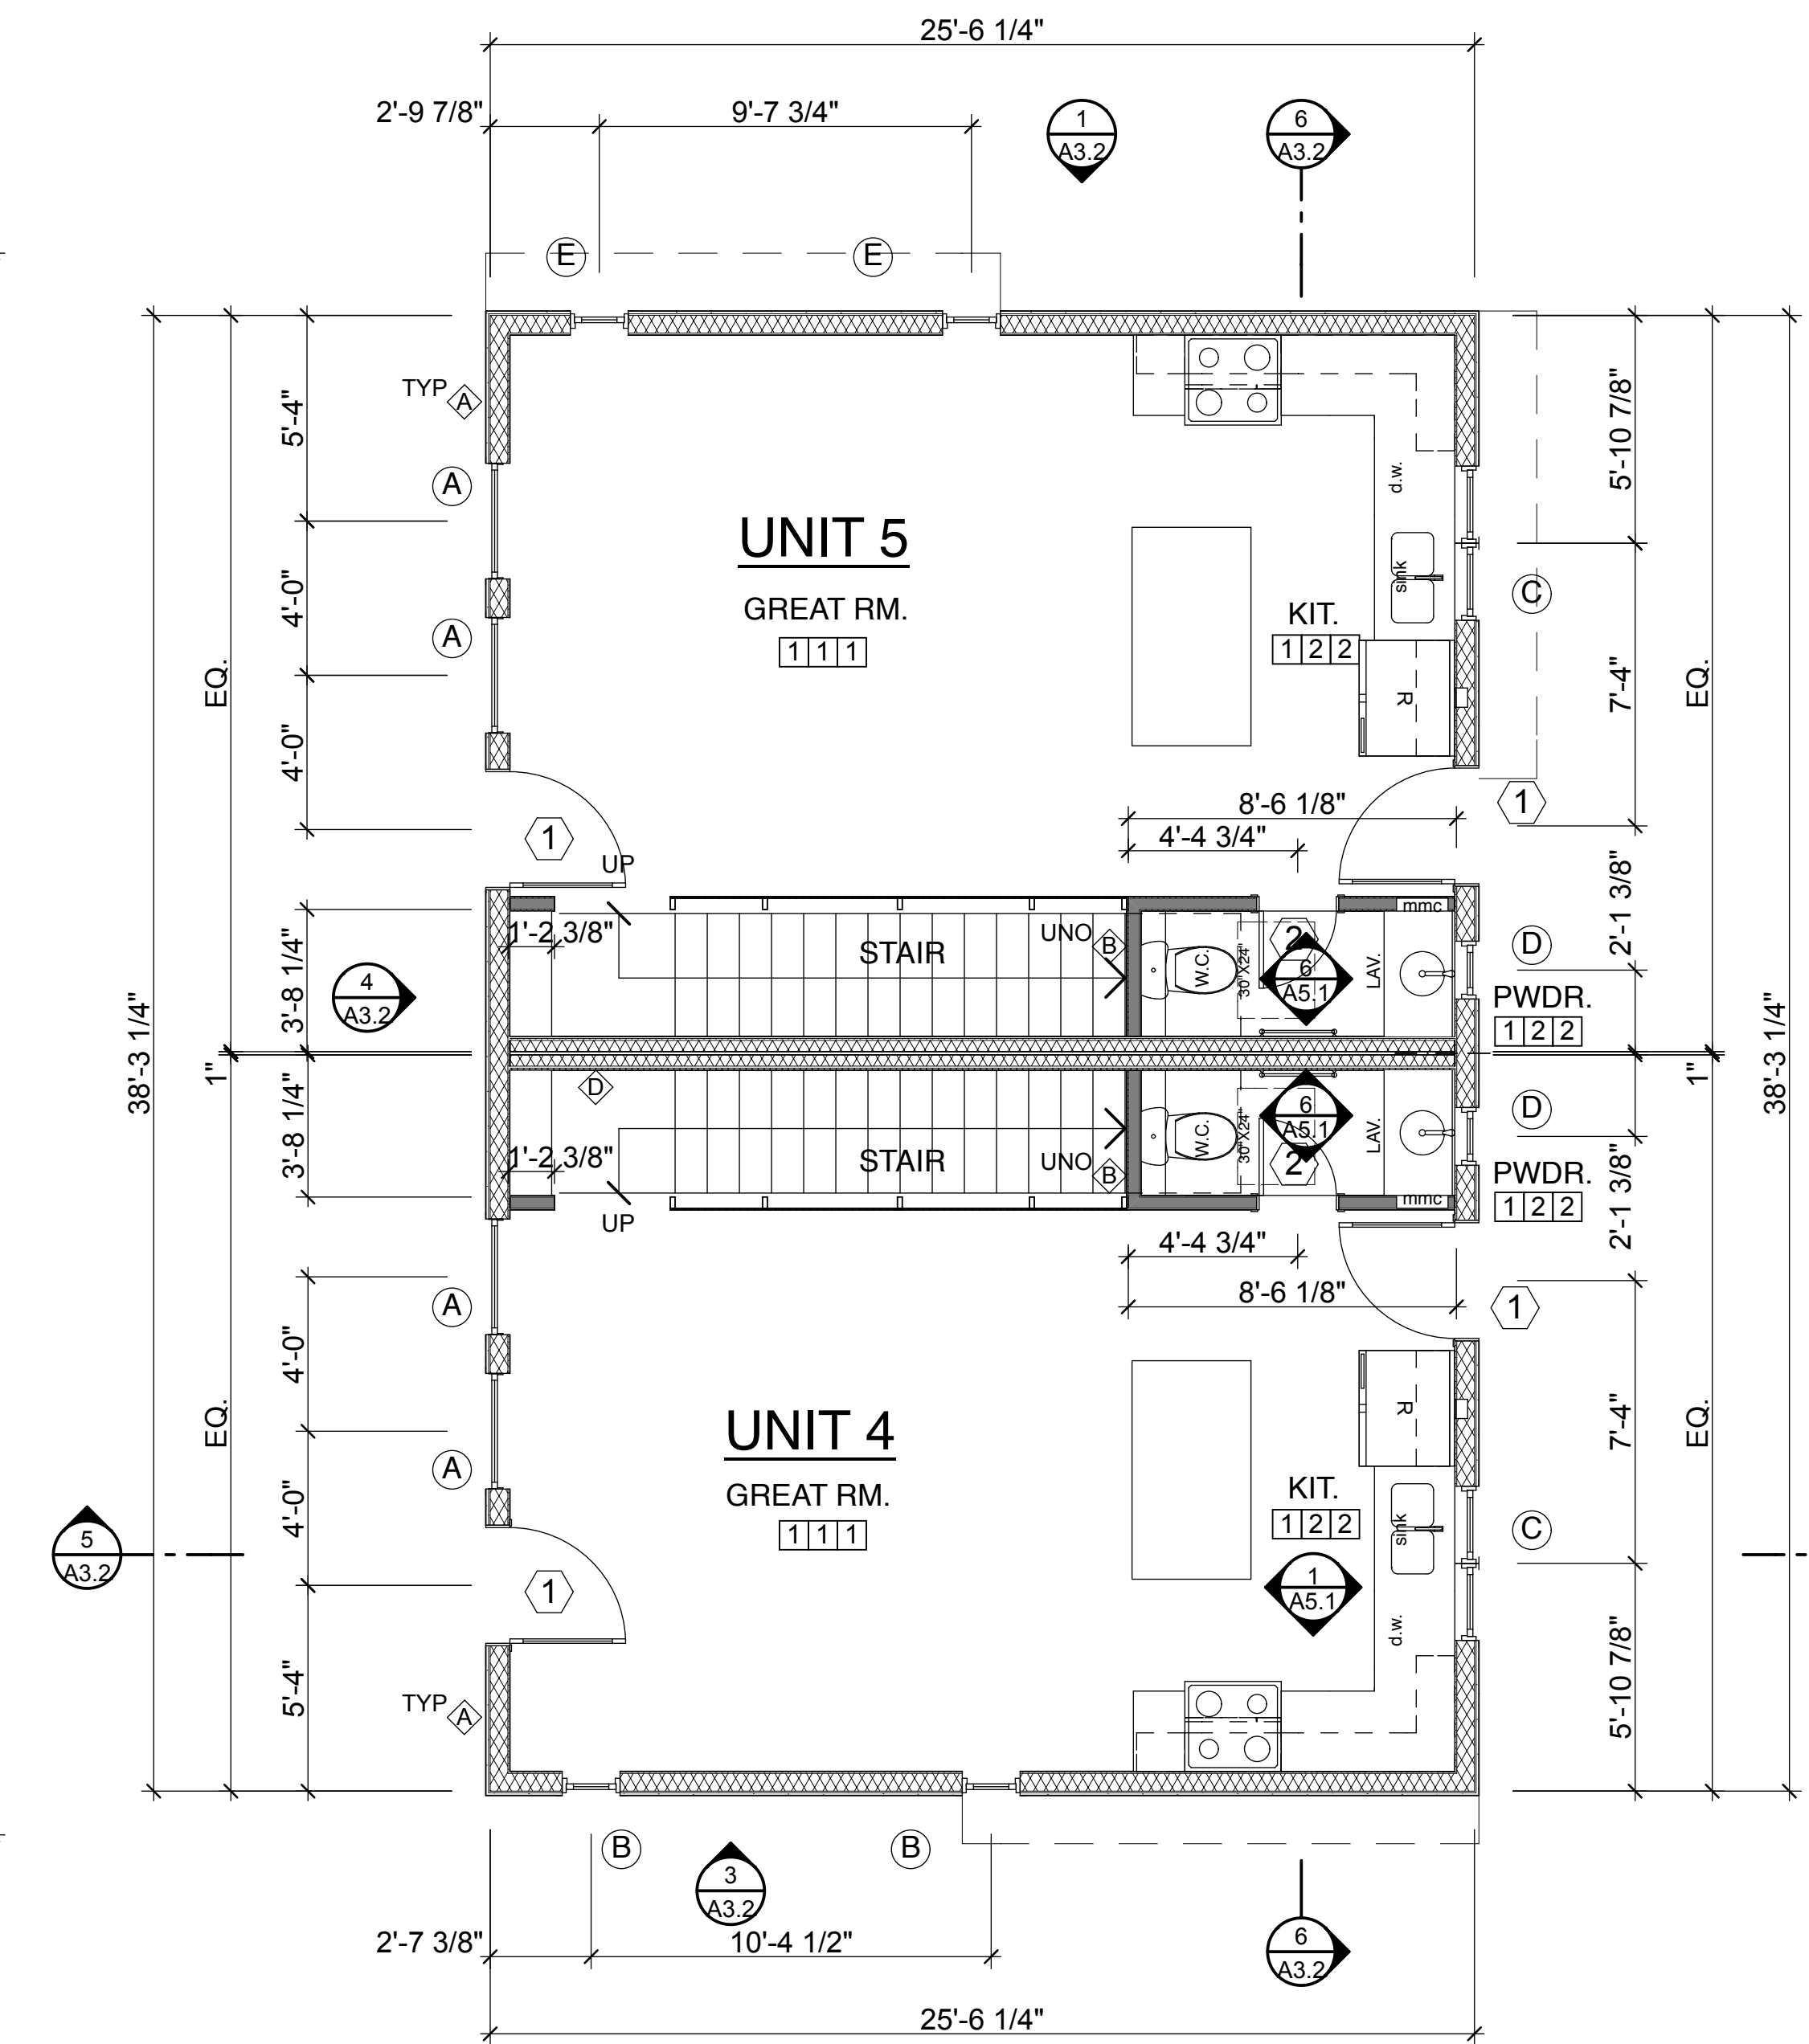 25'-6 1/4"
2'-9 7/8"
9'-7 3/4"
1
A3.2
6
A3.2
E
E
TYP
A
5'-4"
5'-10 7/8"
A
d.w.
UNIT 5
4'-0"
sink
C
GREAT RM.
KIT.
A
1 1 1
1 2 2
EQ.
EQ.
R
7'-4"
4'-0"
8'-6 1/8"
1
1
4'-4 3/4"
UP
mmc
2'-1 3/8"
1'-2 3/8"
STAIR
UNO
B
2
D
3'-8 1/4"
W.C.
30"X24"
6
A5.1
LAV.
4
A3.2
PWDR.
1 2 2
38'-3 1/4"
38'-3 1/4"
1"
1"
D
3'-8 1/4"
W.C.
30"X24"
6
A5.1
LAV.
D
1'-2 3/8"
STAIR
UNO
B
2
PWDR.
1 2 2
mmc
2'-1 3/8"
UP
4'-4 3/4"
8'-6 1/8"
A
1
4'-0"
R
7'-4"
EQ.
EQ.
UNIT 4
A
GREAT RM.
KIT.
1 1 1
1 2 2
sink
C
4'-0"
5
A3.2
1
1
A5.1
d.w.
5'-4"
5'-10 7/8"
TYP
A
B
B
3
A3.2
2'-7 3/8"
10'-4 1/2"
6
A3.2
25'-6 1/4"